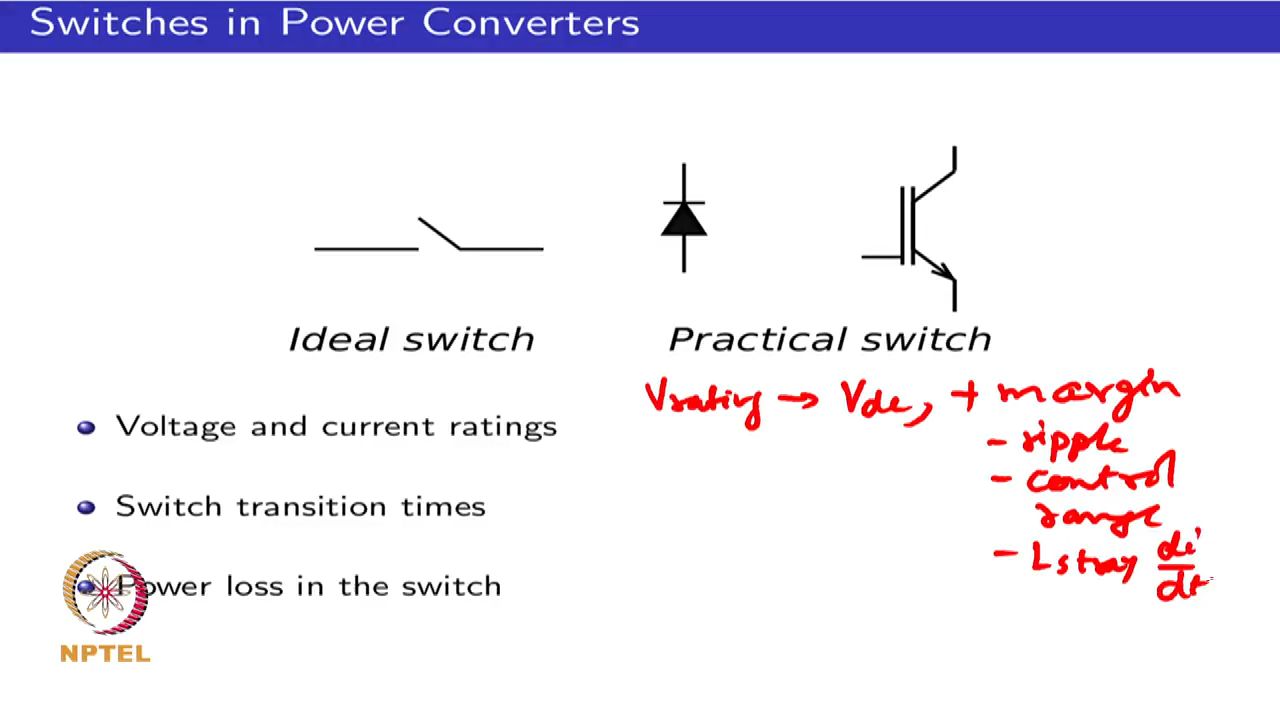 Switches in Power Converters
Ideal switch
Practical switch
Vrating → Vdc, + margin
- ripple
- control
range
- Lstray di/dt
Voltage and current ratings
Switch transition times
Power loss in the switch
NPTEL